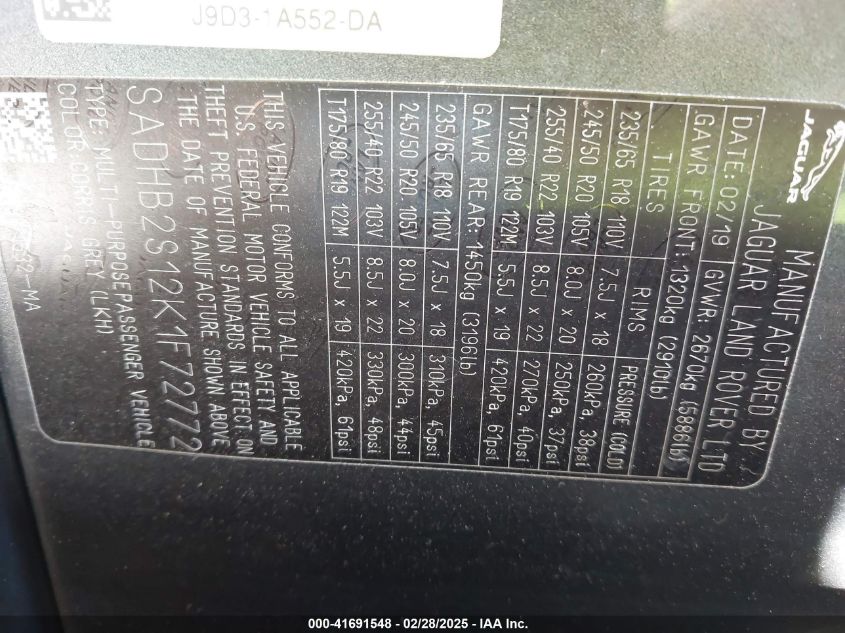 J9D3-1A552-DA
JAGUAR
MANUFACTURED BY
JAGUAR LAND ROVER LTD
DATE: 02/19 GVWR: 2670kg (5886lb)
GAWR FRONT: 1320kg (2910lb)
TIRES RIMS PRESSURE (COLD)
235/65 R18 110V 7.5J x 18 260kPa, 38psi
245/50 R20 105V 8.0J x 20 250kPa, 37psi
265/40 R22 103V 8.5J x 22 270kPa, 40psi
T175/80 R19 122M 5.5J x 19 420kPa, 61psi
GAWR REAR: 1450kg (3196lb)
235/65 R18 110V 7.5J x 18 310kPa, 45psi
245/50 R20 105V 8.0J x 20 300kPa, 44psi
255/40 R22 103V 8.5J x 22 330kPa, 48psi
T175/80 R19 122M 5.5J x 19 420kPa, 61psi
THIS VEHICLE CONFORMS TO ALL APPLICABLE
U.S. FEDERAL MOTOR VEHICLE SAFETY AND
THEFT PREVENTION STANDARDS IN EFFECT ON
THE DATE OF MANUFACTURE SHOWN ABOVE
SADHB2S12K1F72772
TYPE: MULTI-PURPOSE PASSENGER VEHICLE
COLOR GREY (LKH)
-MA
000-41691548 - 02/28/2025 - IAA Inc.